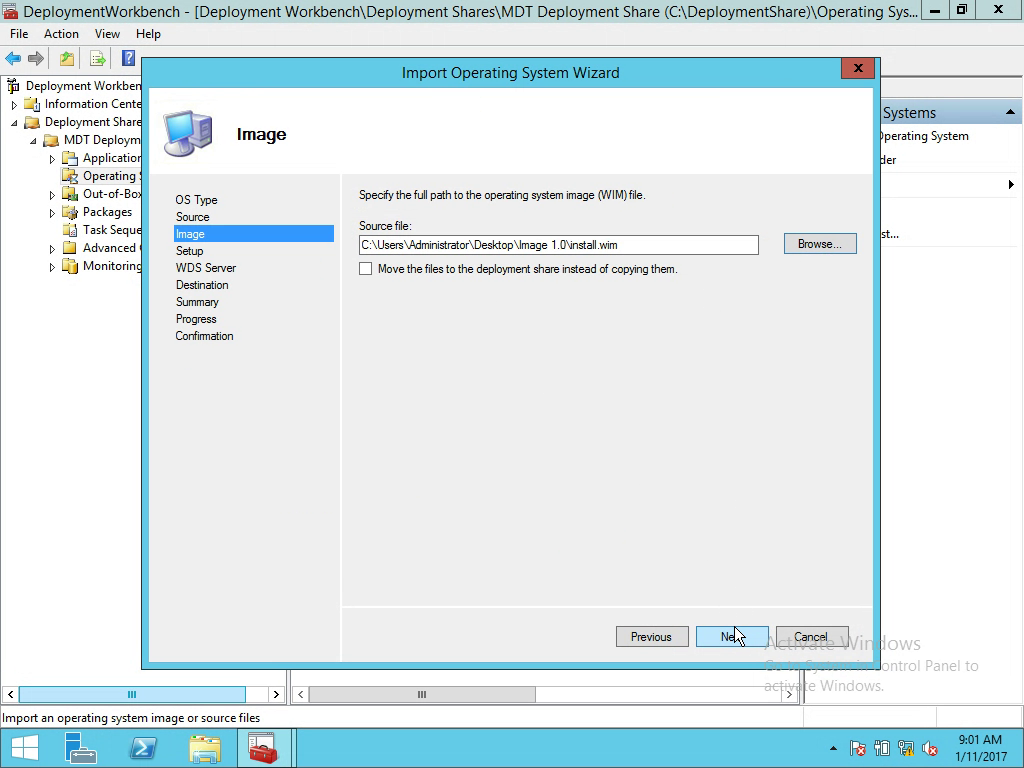 DeploymentWorkbench - [Deployment Workbench\Deployment Shares\MDT Deployment Share (C:\DeploymentShare)\Operating Sys...
File Action View Help
Import Operating System Wizard
Deployment Workben
Information Cente
Deployment Share
MDT Deploym
Application
Operating S
Out-of-Box
Packages
Task Seque
Advanced
Monitoring
Image
OS Type
Source
Image
Setup
WDS Server
Destination
Summary
Progress
Confirmation
Specify the full path to the operating system image (WIM) file.
Source file:
C:\Users\Administrator\Desktop\Image 1.0\install.wim
Browse...
Move the files to the deployment share instead of copying them.
Previous
Cancel
Systems
Operating System
der
st...
Activate Windows
Go to System in Control Panel to
activate Windows.
Import an operating system image or source files
9:01 AM
1/11/2017